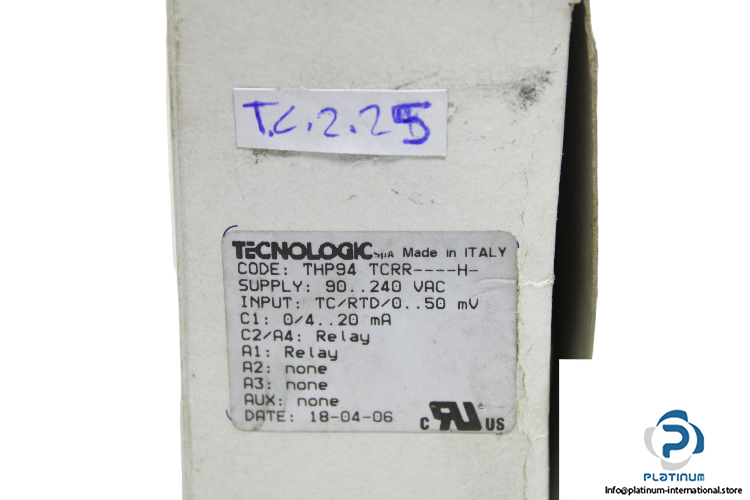 T.C.2.25
TECNOLOGIC SpA Made in ITALY
CODE: THP94 TCRR----H-
SUPPLY: 90..240 VAC
INPUT: TC/RTD/0..50 mV
C1: 0/4..20 mA
C2/A4: Relay
A1: Relay
A2: none
A3: none
AUX: none
DATE: 18-04-06
c RU US
PLATINUM
INTERNATIONAL
Info@platinum-international.store